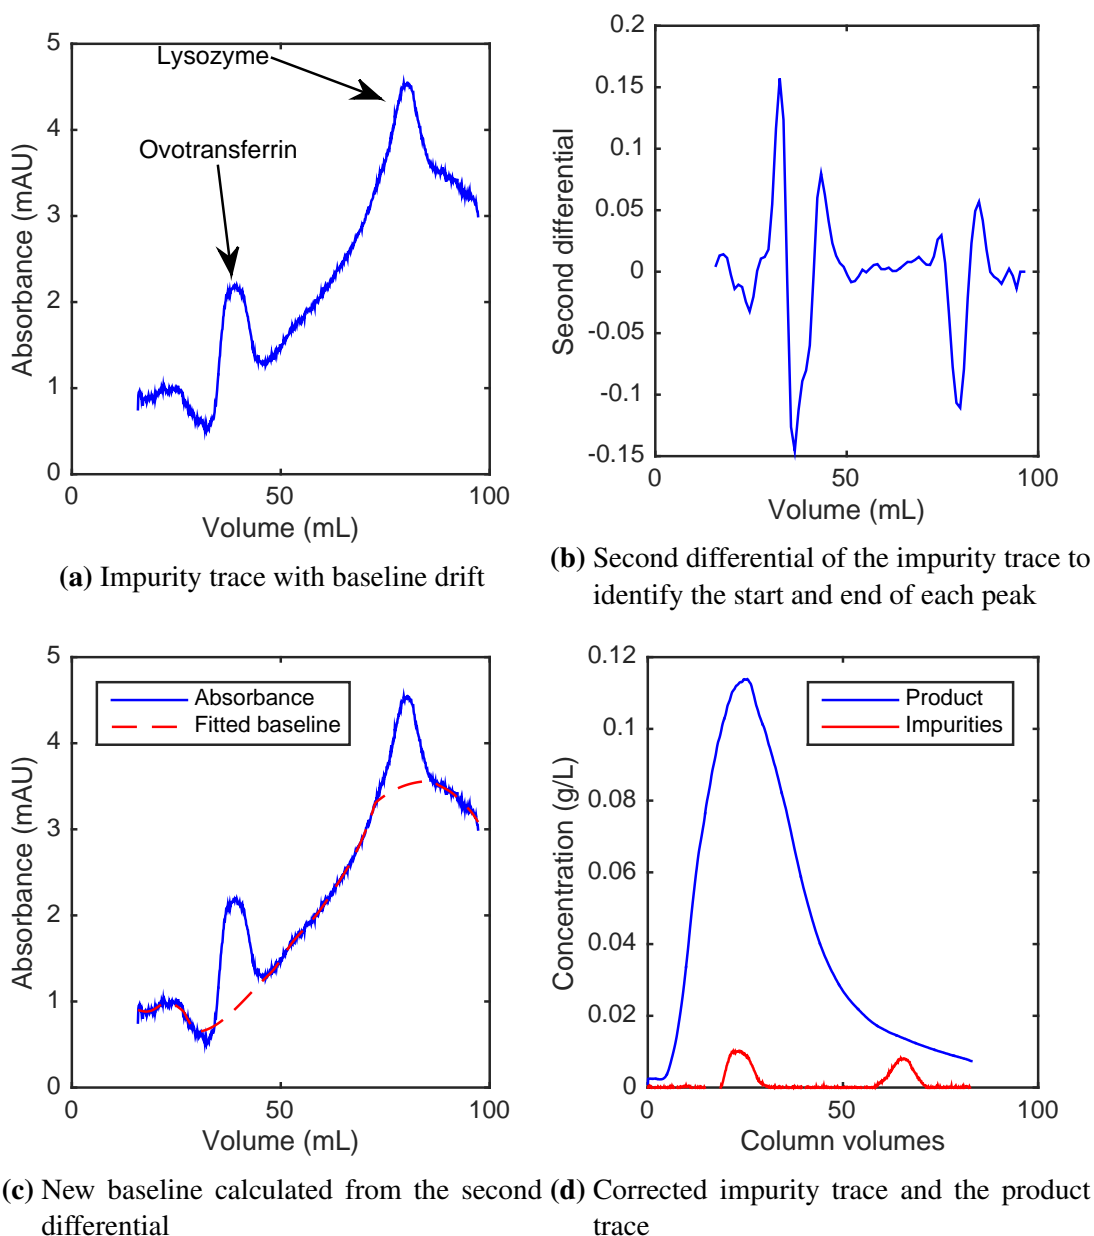 5
4
3
2
1
0
0
50
100
Absorbance (mAU)
Volume (mL)
Lysozyme
Ovotransferrin
(a) Impurity trace with baseline drift
0.2
0.15
0.1
0.05
0
-0.05
-0.1
-0.15
0
50
100
Second differential
Volume (mL)
(b) Second differential of the impurity trace to
identify the start and end of each peak
5
4
3
2
1
0
0
50
100
Absorbance (mAU)
Volume (mL)
Absorbance
Fitted baseline
(c) New baseline calculated from the second
differential
0.12
0.1
0.08
0.06
0.04
0.02
0
0
50
100
Concentration (g/L)
Column volumes
Product
Impurities
(d) Corrected impurity trace and the product
trace